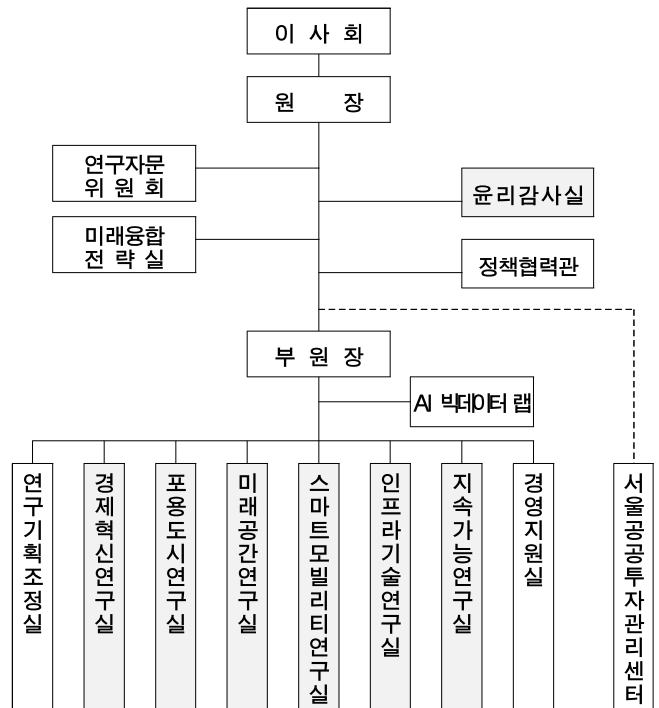 이 사 회
원 장
연구자문
위 원 회
윤리감사실
미래융합
전 략 실
정책협력관
부 원 장
AI 빅데이터 랩
연구기획조정실
경제혁신연구실
포용도시연구실
미래공간연구실
스마트모빌리티연구실
인프라기술연구실
지속가능연구실
경영지원실
서울공공투자관리센터